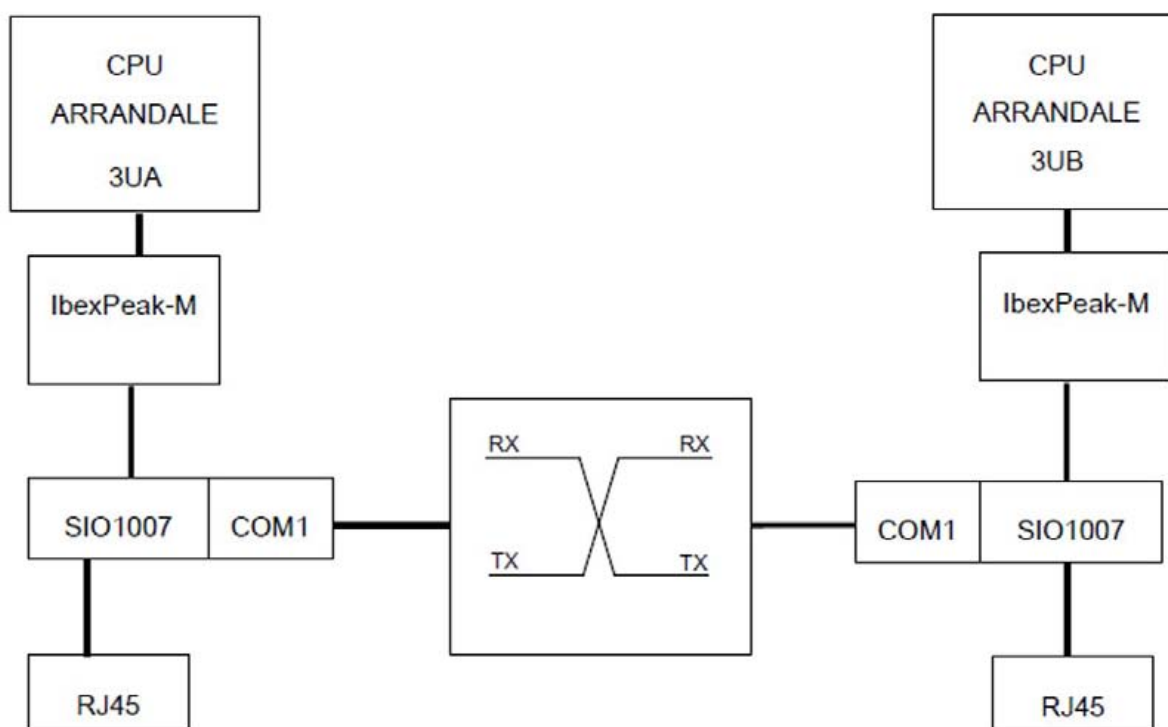 CPU
ARRANDALE
3UA
CPU
ARRANDALE
3UB
IbexPeak-M
IbexPeak-M
RX
RX
SIO1007
COM1
TX
TX
COM1
SIO1007
RJ45
RJ45